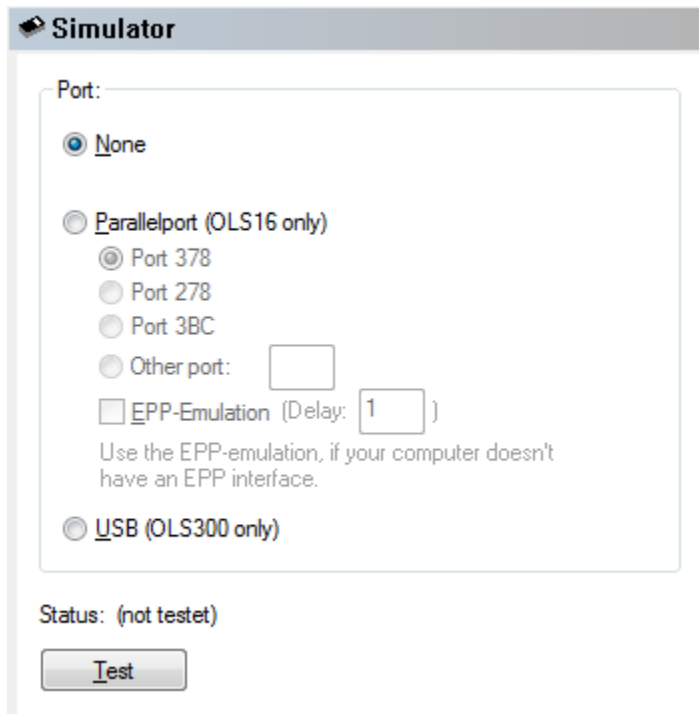 Simulator
Port:
None
Parallelport (OLS16 only)
Port 378
Port 278
Port 3BC
Other port:
EPP-Emulation (Delay: 1 )
Use the EPP-emulation, if your computer doesn't
have an EPP interface.
USB (OLS300 only)
Status: (not testet)
Test